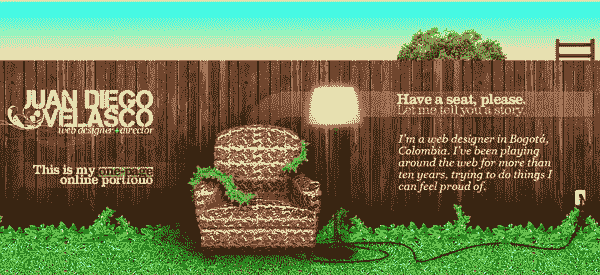 JUAN DIEGO
VELASCO
web designer+director
This is my one-page
online portfolio
Have a seat, please.
Let me tell you a story.
I'm a web designer in Bogotá,
Colombia. I've been playing
around the web for more than
ten years, trying to do things I
can feel proud of.